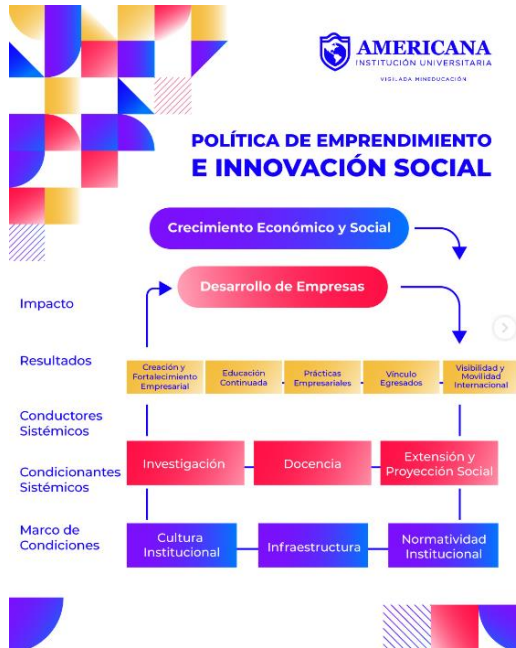 AMERICANA
INSTITUCIÓN UNIVERSITARIA
VIGILADA MINEDUCACIÓN
POLÍTICA DE EMPRENDIMIENTO
E INNOVACIÓN SOCIAL
Crecimiento Económico y Social
Desarrollo de Empresas
Impacto
Resultados
Creación y
Fortalecimiento
Empresarial
Educación
Continuada
Prácticas
Empresariales
Vínculo
Egresados
Visibilidad y
Movilidad
Internacional
Conductores
Sistémicos
Condicionantes
Sistémicos
Investigación
Docencia
Extensión y
Proyección Social
Marco de
Condiciones
Cultura
Institucional
Infraestructura
Normatividad
Institucional